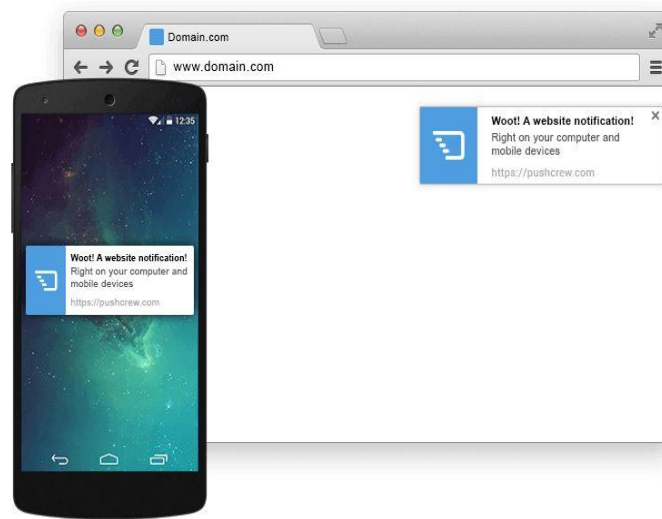 Domain.com
www.domain.com
Woot! A website notification!
X
Right on your computer and
mobile devices
https://pushcrew.com
12:35
Woot! A website notification!
Right on your computer and
mobile devices
https://pushcrew.com